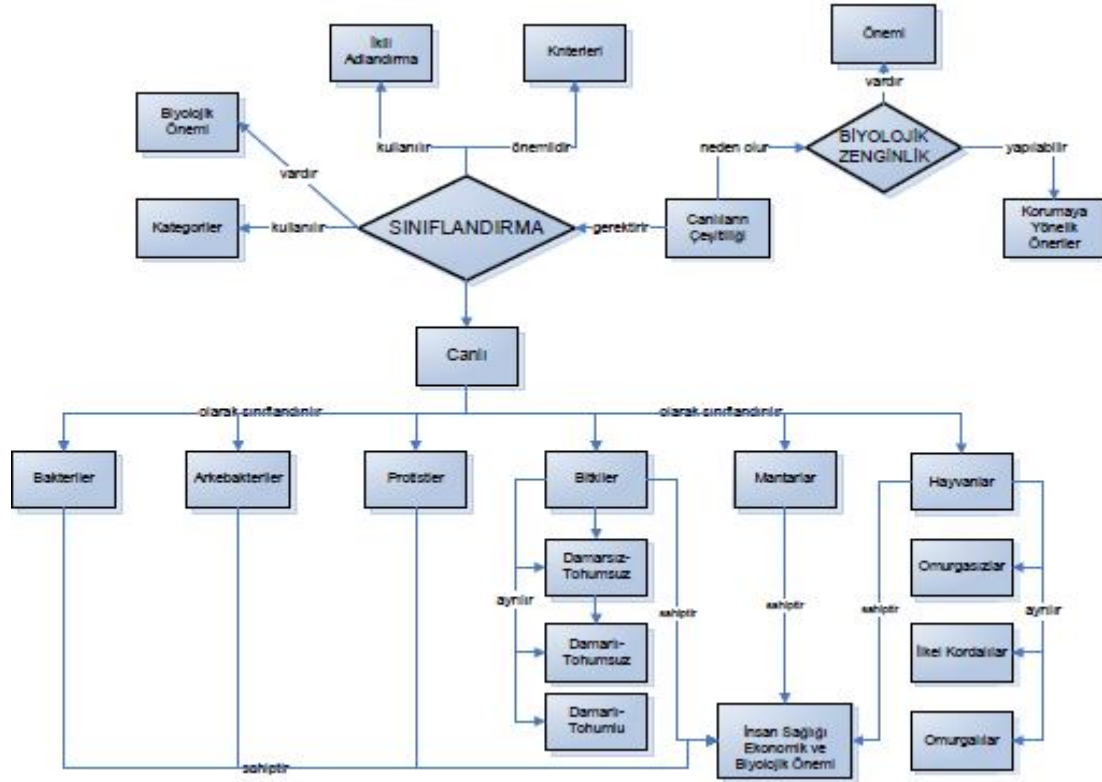 İkili
Adlandırma
Kriterleri
Önemi
vardır
Biyolojik
Önemi
BİYOLOJİK
ZENGİNLİK
kullanılır
önemlidir
neden olur
yapılabilir
vardır
Kategoriler
kullanılır
SINIFLANDIRMA
gerektirir
Canlıların
Çeşitliliği
Korumaya
Yönelik
Öneriler
Canlı
olarak sınıflandırılır
olarak sınıflandırılır
Bakteriler
Arkebakteriler
Protistler
Bitkiler
Mantarlar
Hayvanlar
Damarsız-
Tohumsuz
Omurgasızlar
ayrılır
sahiptir
sahiptir
sahiptir
ayrılır
Damarlı-
Tohumsuz
İlkel Kordalılar
Damarlı-
Tohumlu
İnsan Sağlığı
Ekonomik ve
Biyolojik Önemi
Omurgalılar
sahiptir